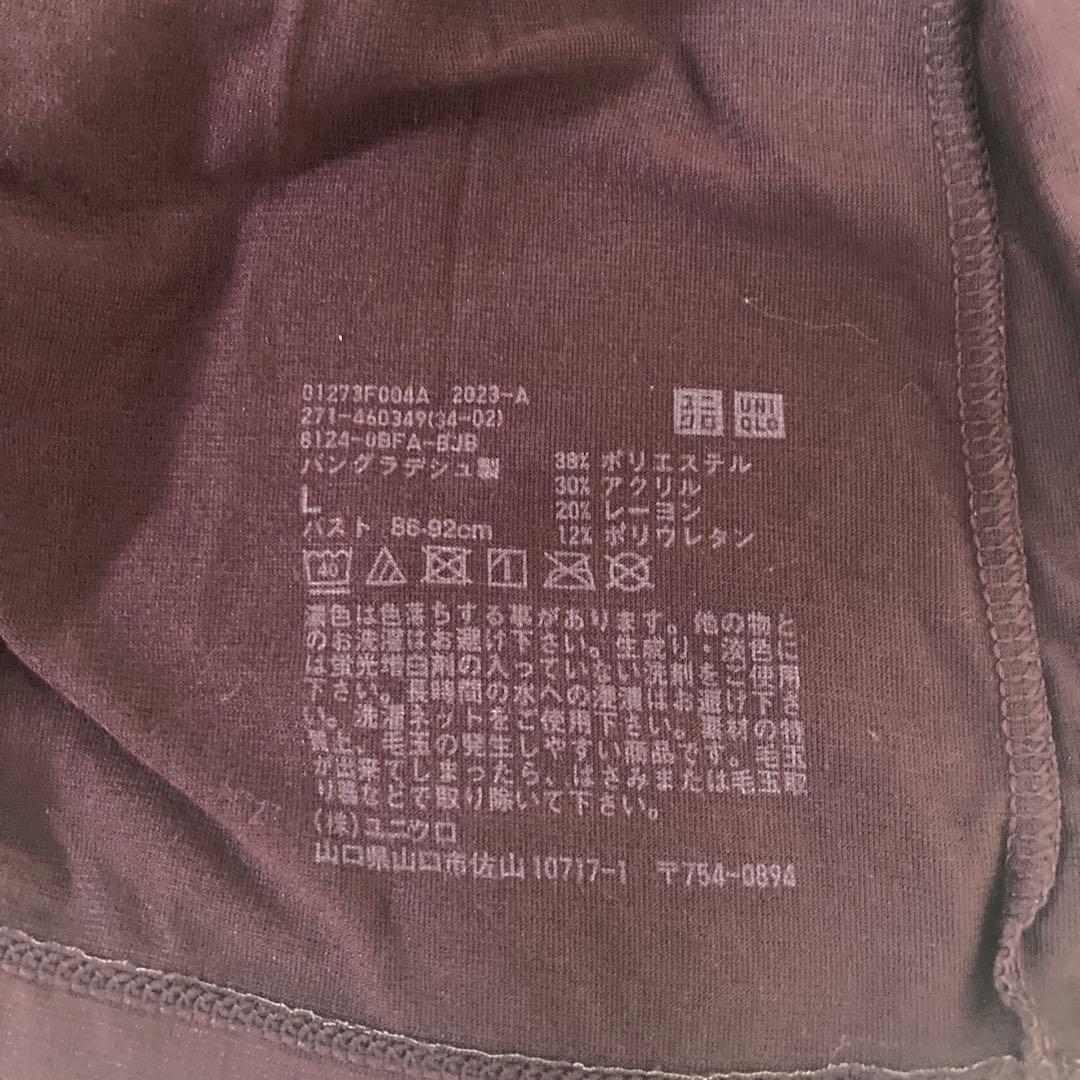 01273F004A 2023-A
271-460349(34-02)
8124-0BFA-BJB
バングラデシュ製
L
バスト 86-92cm
ユニクロ
UNIQLO
38% ポリエステル
30% アクリル
20% レーヨン
12% ポリウレタン
40
濃色は色落ちする事があります。他の物と
のお洗濯はお避け下さい。生成り・淡色に
は蛍光増白剤の入っていない洗剤をご使用
下さい。長時間の水への浸漬はお避け下さ
い。洗濯ネットをご使用下さい。素材の特
質上、毛玉の発生しやすい商品です。毛玉
が出来てしまったら、はさみまたは毛玉取
り器などで取り除いて下さい。
(株)ユニクロ
山口県山口市佐山10717-1 〒754-0894